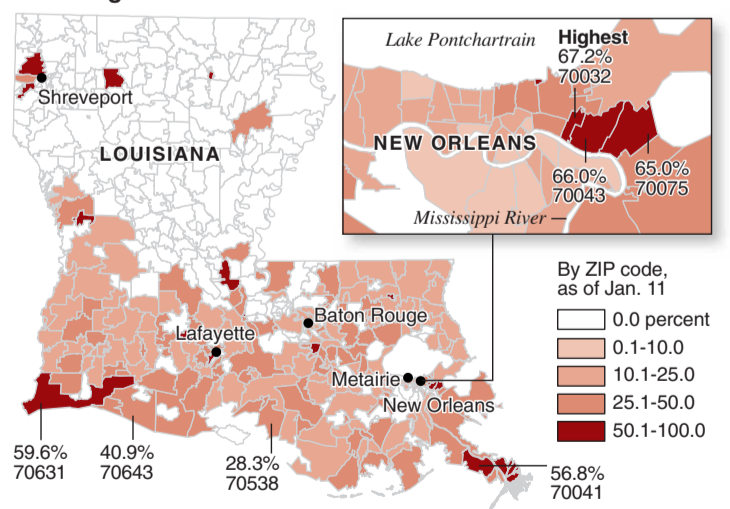 Lake Pontchartrain
Highest
67.2%
70032
NEW ORLEANS
66.0%
70043
65.0%
70075
Mississippi River
Shreveport
LOUISIANA
Baton Rouge
Lafayette
Metairie
New Orleans
59.6%
70631
40.9%
70643
28.3%
70538
56.8%
70041
By ZIP code,
as of Jan. 11
0.0 percent
0.1-10.0
10.1-25.0
25.1-50.0
50.1-100.0